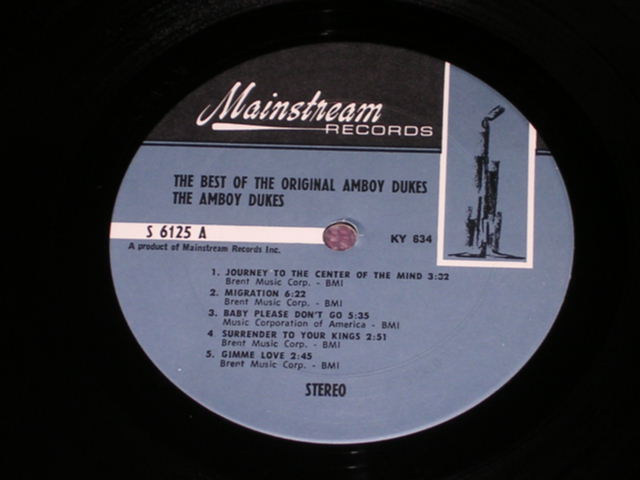 Mainstream
RECORDS
THE BEST OF THE ORIGINAL AMBOY DUKES
THE AMBOY DUKES
S 6125 A
KY 634
A product of Mainstream Records Inc.
1. JOURNEY TO THE CENTER OF THE MIND 3:32
Brent Music Corp. - BMI
2. MIGRATION 6:22
Brent Music Corp. - BMI
3. BABY PLEASE DON'T GO 5:35
Music Corporation of America - BMI
4 SURRENDER TO YOUR KINGS 2:51
Brent Music Corp. - BMI
5. GIMME LOVE 2:45
Brent Music Corp. - BMI
STEREO